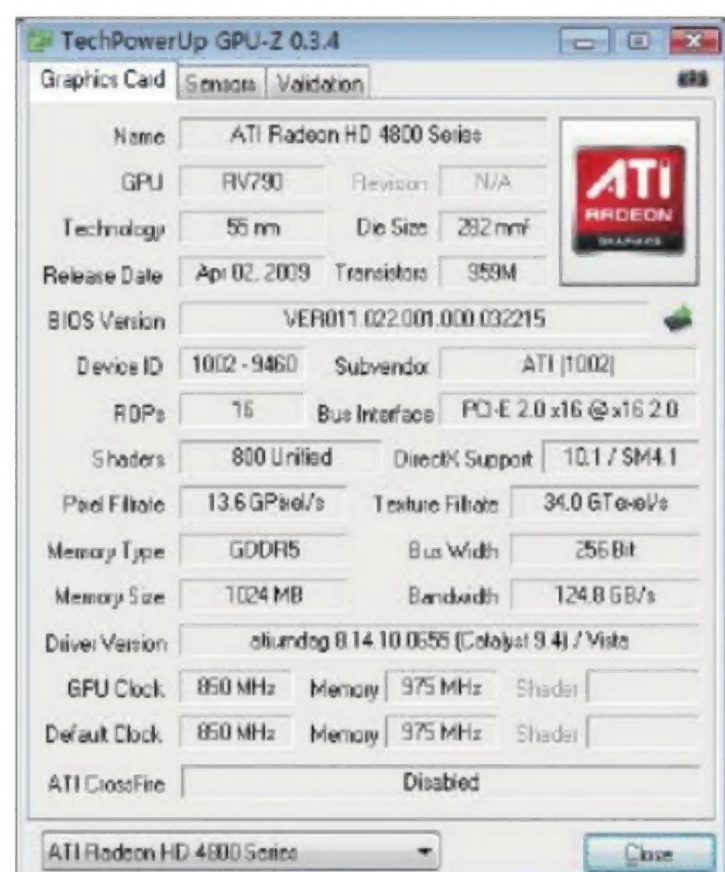 TechPowerUp GPU-Z 0.3.4
Graphics Card Sensors Validation
Name ATI Radeon HD 4800 Series
GPU RV790 Revision N/A
ATI
RADEON
GRAPHICS
Technology 55 nm Die Size 282 mm²
Release Date Apr 02, 2009 Transistors 959M
BIOS Version VER011.022.001.000.032215
Device ID 1002 - 9460 Subvendor ATI (1002)
ROPs 16 Bus Interface PCI-E 2.0 x16 @ x16 2.0
Shaders 800 Unified DirectX Support 10.1 / SM4.1
Pixel Fillrate 13.6 GPixel/s Texture Fillrate 34.0 GTexel/s
Memory Type GDDR5 Bus Width 256 Bit
Memory Size 1024 MB Bandwidth 124.8 GB/s
Driver Version atiumdag 8.14.10.0655 (Catalyst 9.4) / Vista
GPU Clock 850 MHz Memory 975 MHz Shader
Default Clock 850 MHz Memory 975 MHz Shader
ATI CrossFire Disabled
ATI Radeon HD 4800 Series Close